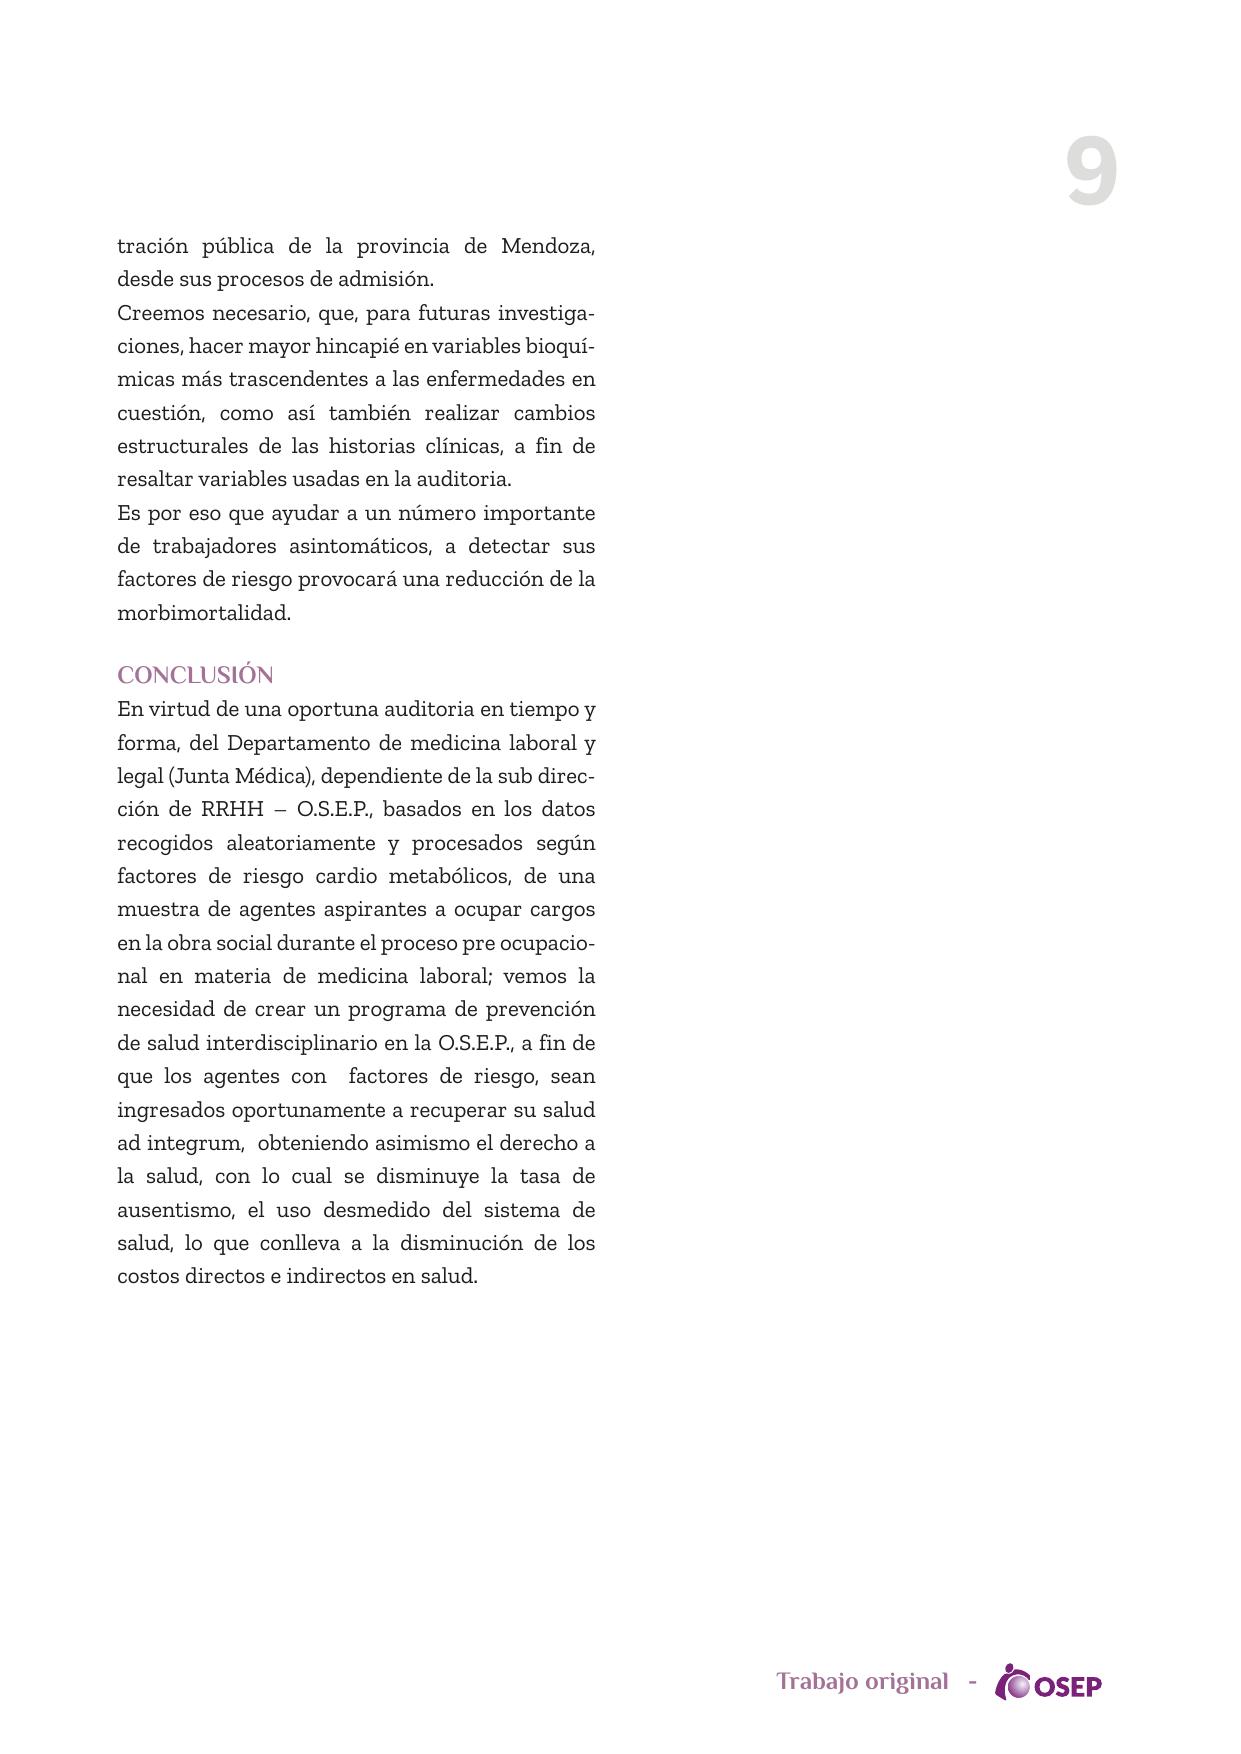 9
tración pública de la provincia de Mendoza,
desde sus procesos de admisión.
Creemos necesario, que, para futuras investiga-
ciones, hacer mayor hincapié en variables bioquí-
micas más trascendentes a las enfermedades en
cuestión, como así también realizar cambios
estructurales de las historias clínicas, a fin de
resaltar variables usadas en la auditoria.
Es por eso que ayudar a un número importante
de trabajadores asintomáticos, a detectar sus
factores de riesgo provocará una reducción de la
morbimortalidad.
CONCLUSIÓN
En virtud de una oportuna auditoria en tiempo y
forma, del Departamento de medicina laboral y
legal (Junta Médica), dependiente de la sub direc-
ción de RRHH – O.S.E.P., basados en los datos
recogidos aleatoriamente y procesados según
factores de riesgo cardio metabólicos, de una
muestra de agentes aspirantes a ocupar cargos
en la obra social durante el proceso pre ocupacio-
nal en materia de medicina laboral; vemos la
necesidad de crear un programa de prevención
de salud interdisciplinario en la O.S.E.P., a fin de
que los agentes con factores de riesgo, sean
ingresados oportunamente a recuperar su salud
ad integrum, obteniendo asimismo el derecho a
la salud, con lo cual se disminuye la tasa de
ausentismo, el uso desmedido del sistema de
salud, lo que conlleva a la disminución de los
costos directos e indirectos en salud.
Trabajo original - OSEP